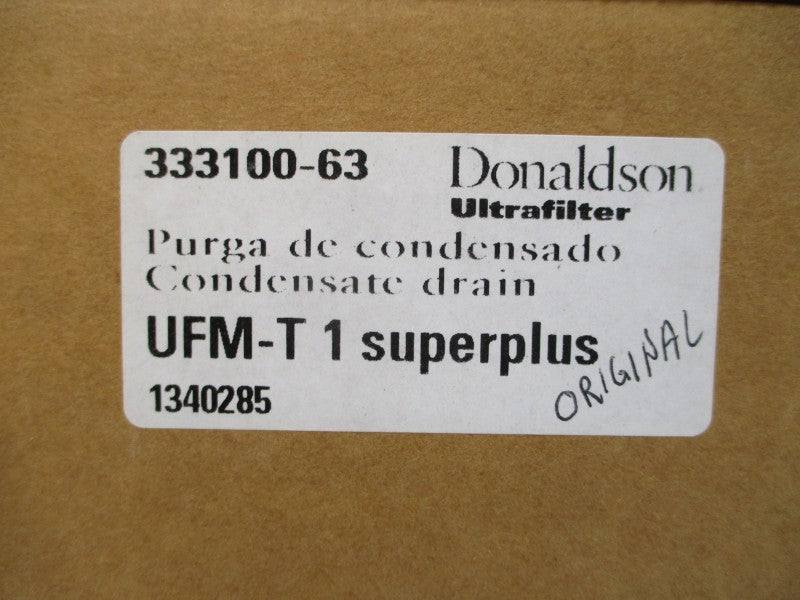 333100-63
Donaldson
Ultrafilter
Purga de condensado
Condensate drain
UFM-T 1 superplus
1340285
ORIGINAL